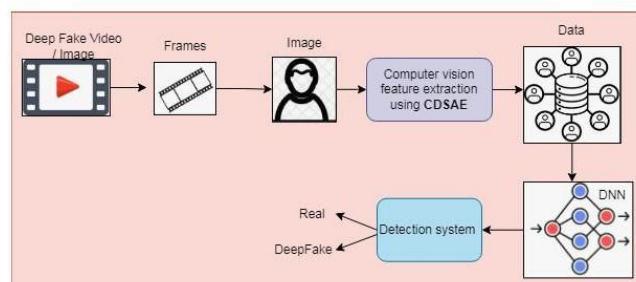 Deep Fake Video
/ Image
Frames
Image
Computer vision
feature extraction
using CDSAE
Data
DNN
Detection system
Real
DeepFake